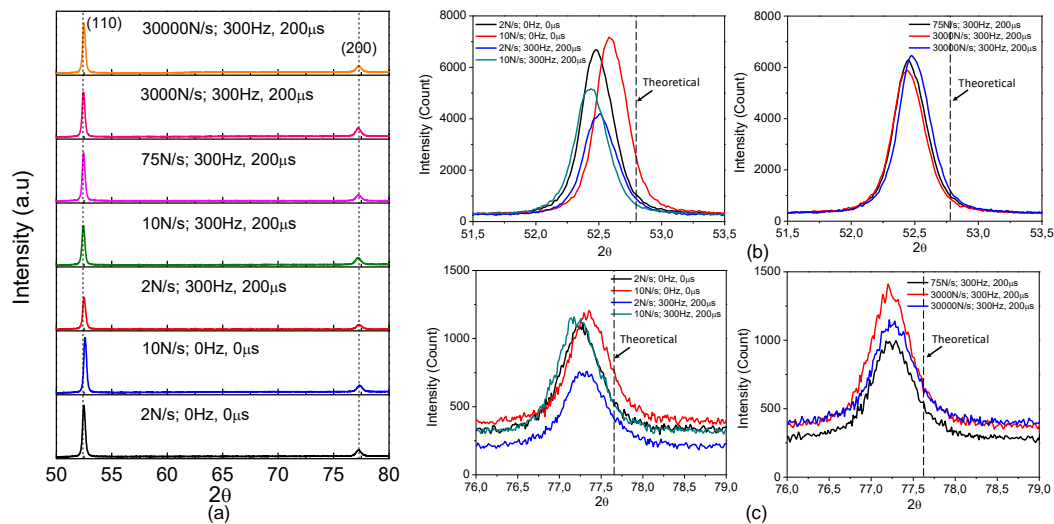 (110)
30000N/s; 300Hz, 200μs
(200)
3000N/s; 300Hz, 200μs
75N/s; 300Hz, 200μs
10N/s; 300Hz, 200μs
2N/s; 300Hz, 200μs
10N/s; 0Hz, 0μs
2N/s; 0Hz, 0μs
Intensity (a.u)
50 55 60 65 70 75 80
2θ
(a)
8000
6000
4000
2000
0
Intensity (Count)
2N/s; 0Hz, 0μs
10N/s; 0Hz, 0μs
2N/s; 300Hz, 200μs
10N/s; 300Hz, 200μs
Theoretical
51,5 52,0 52,5 53,0 53,5
2θ
8000
6000
4000
2000
0
Intensity (Count)
75N/s; 300Hz, 200μs
3000N/s; 300Hz, 200μs
30000N/s; 300Hz, 200μs
Theoretical
51,5 52,0 52,5 53,0 53,5
2θ
(b)
1500
1000
500
0
Intensity (Count)
2N/s; 0Hz, 0μs
10N/s; 0Hz, 0μs
2N/s; 300Hz, 200μs
10N/s; 300Hz, 200μs
Theoretical
76,0 76,5 77,0 77,5 78,0 78,5 79,0
2θ
1500
1000
500
0
Intensity (Count)
75N/s; 300Hz, 200μs
3000N/s; 300Hz, 200μs
30000N/s; 300Hz, 200μs
Theoretical
76,0 76,5 77,0 77,5 78,0 78,5 79,0
2θ
(c)